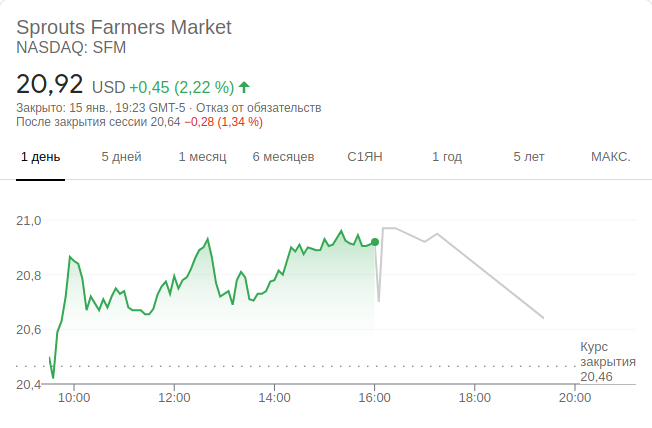 Sprouts Farmers Market
NASDAQ: SFM
20,92 USD +0,45 (2,22 %)
Закрыто: 15 янв., 19:23 GMT-5 · Отказ от обязательств
После закрытия сессии 20,64 −0,28 (1,34 %)
1 день 5 дней 1 месяц 6 месяцев С1ЯН 1 год 5 лет МАКС.
21,0
20,8
20,6
Курс
закрытия
20,46
20,4
10:00 12:00 14:00 16:00 18:00 20:00